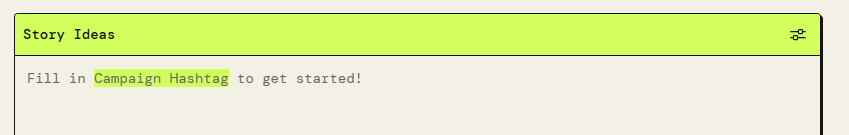 Story Ideas
Fill in Campaign Hashtag to get started!